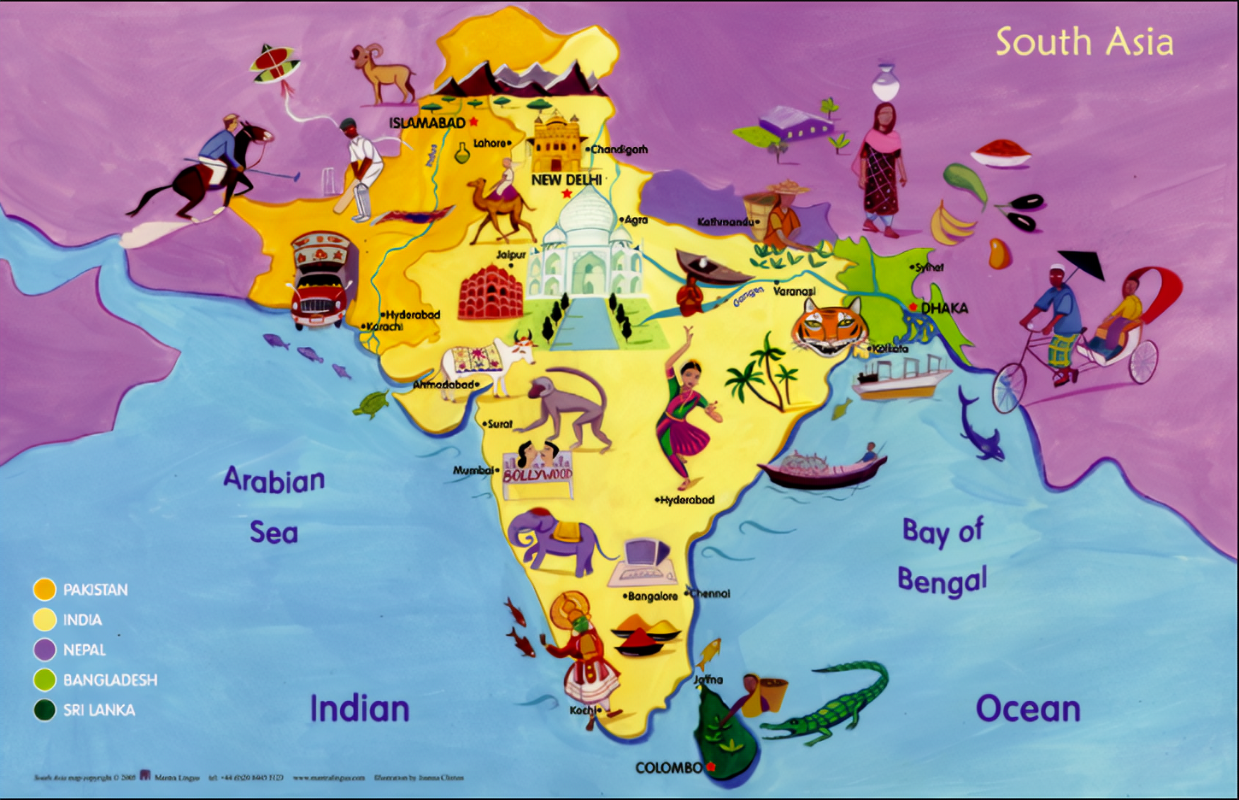 South Asia
ISLAMABAD
Indus
Lahore
Chandigarh
NEW DELHI
Agra
Kathmandu
Jaipur
Sylhet
Ganges
Varanasi
DHAKA
Hyderabad
Karachi
Kolkata
Ahmadabad
Surat
Mumbai
BOLLYWOOD
Hyderabad
Arabian
Sea
Bay of
Bengal
PAKISTAN
INDIA
NEPAL
BANGLADESH
SRI LANKA
Bangalore
Chennai
Jaffna
Kochi
Indian
Ocean
COLOMBO
South Asia map copyright © 2005 Mantra Lingua tel: +44 (0)20 8445 5123 www.mantralingua.com Illustration by Joanna Clinton